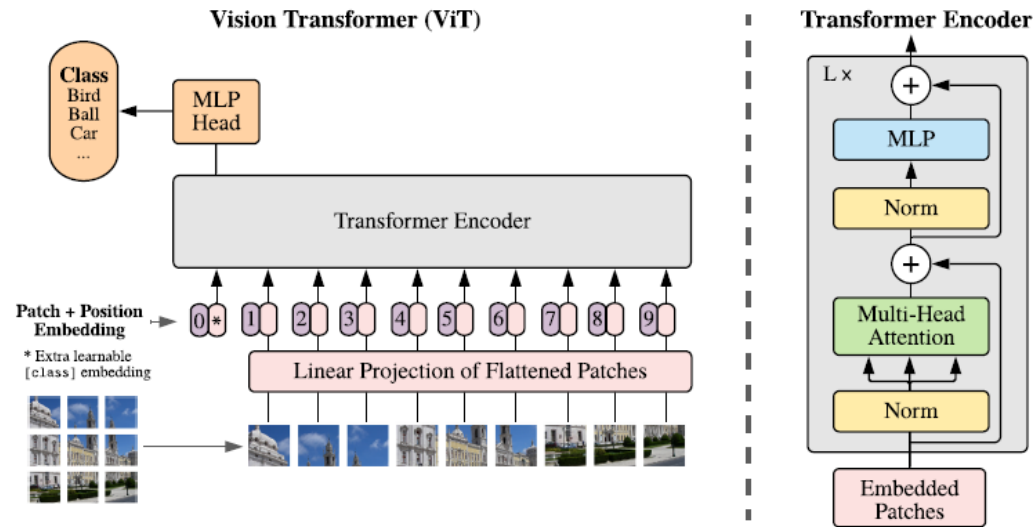 Vision Transformer (ViT)
Class
Bird
Ball
Car
...
MLP
Head
Transformer Encoder
Patch + Position
Embedding
0 * 1 2 3 4 5 6 7 8 9
* Extra learnable
[class] embedding
Linear Projection of Flattened Patches
Transformer Encoder
L ×
+
MLP
Norm
+
Multi-Head
Attention
Norm
Embedded
Patches